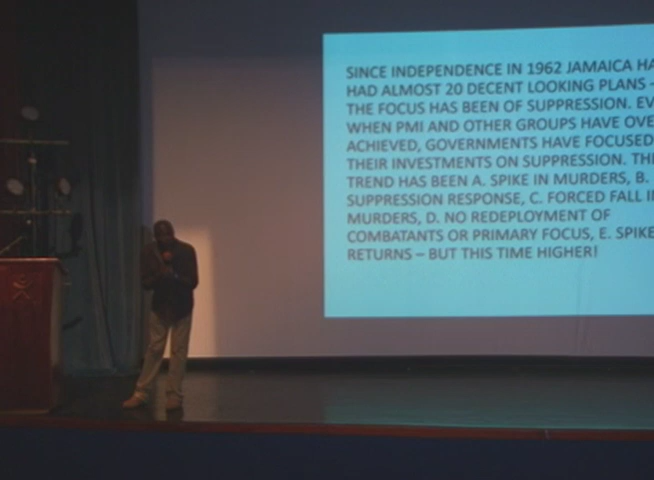 SINCE INDEPENDENCE IN 1962 JAMAICA HA
HAD ALMOST 20 DECENT LOOKING PLANS -
THE FOCUS HAS BEEN OF SUPPRESSION. EV
WHEN PMI AND OTHER GROUPS HAVE OVE
ACHIEVED, GOVERNMENTS HAVE FOCUSED
THEIR INVESTMENTS ON SUPPRESSION. TH
TREND HAS BEEN A. SPIKE IN MURDERS, B.
SUPPRESSION RESPONSE, C. FORCED FALL I
MURDERS, D. NO REDEPLOYMENT OF
COMBATANTS OR PRIMARY FOCUS, E. SPIKE
RETURNS – BUT THIS TIME HIGHER!